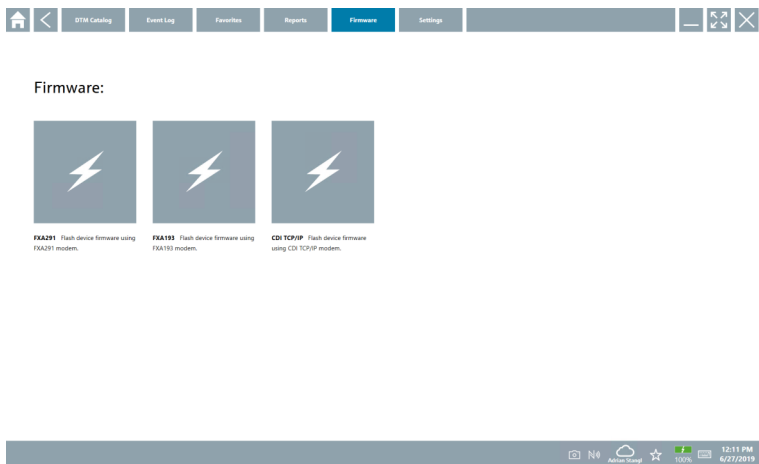 DTM Catalog Event Log Favorites Reports Firmware Settings
Firmware:
FXA291 Flash device firmware using
FXA291 modem.
FXA193 Flash device firmware using
FXA193 modem.
CDI TCP/IP Flash device firmware
using CDI TCP/IP modem.
Adrian Stangl
100%
12:11 PM
6/27/2019